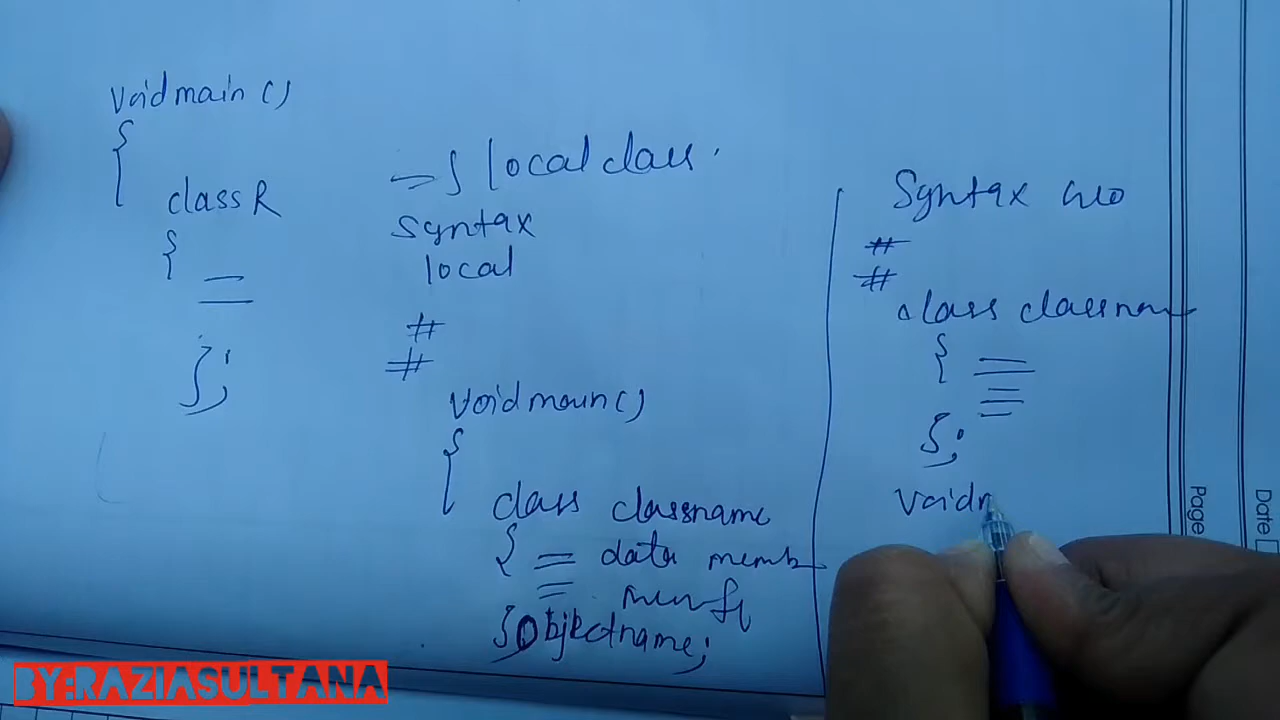 void main ()
{
class R
{
};
=> local class.
syntax
local
#
#
void main ()
{
class classname
{ data memb
mem f
} objectname;
Syntax
#
#
class classnam
{
};
void
Page
Date
BY:RAZIASULTANA